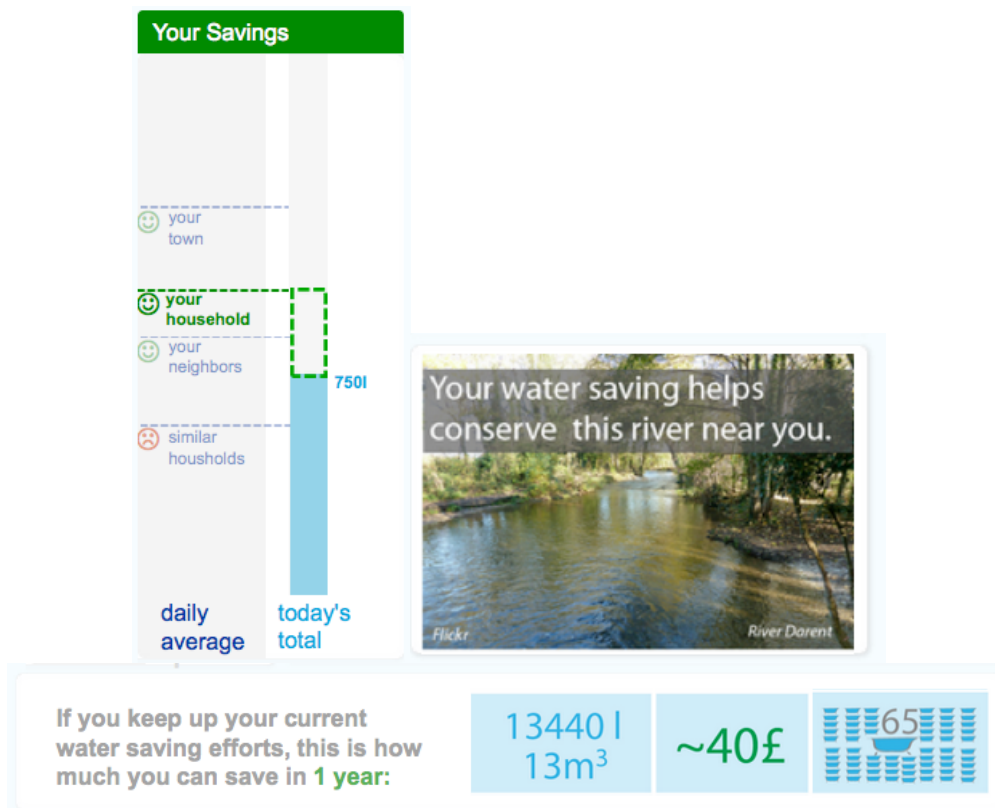 Your Savings
your
town
your
household
your
neighbors
750l
similar
housholds
daily
average
today's
total
Your water saving helps
conserve this river near you.
Flickr
River Darent
If you keep up your current
water saving efforts, this is how
much you can save in 1 year:
13440 l
13m³
~40£
65